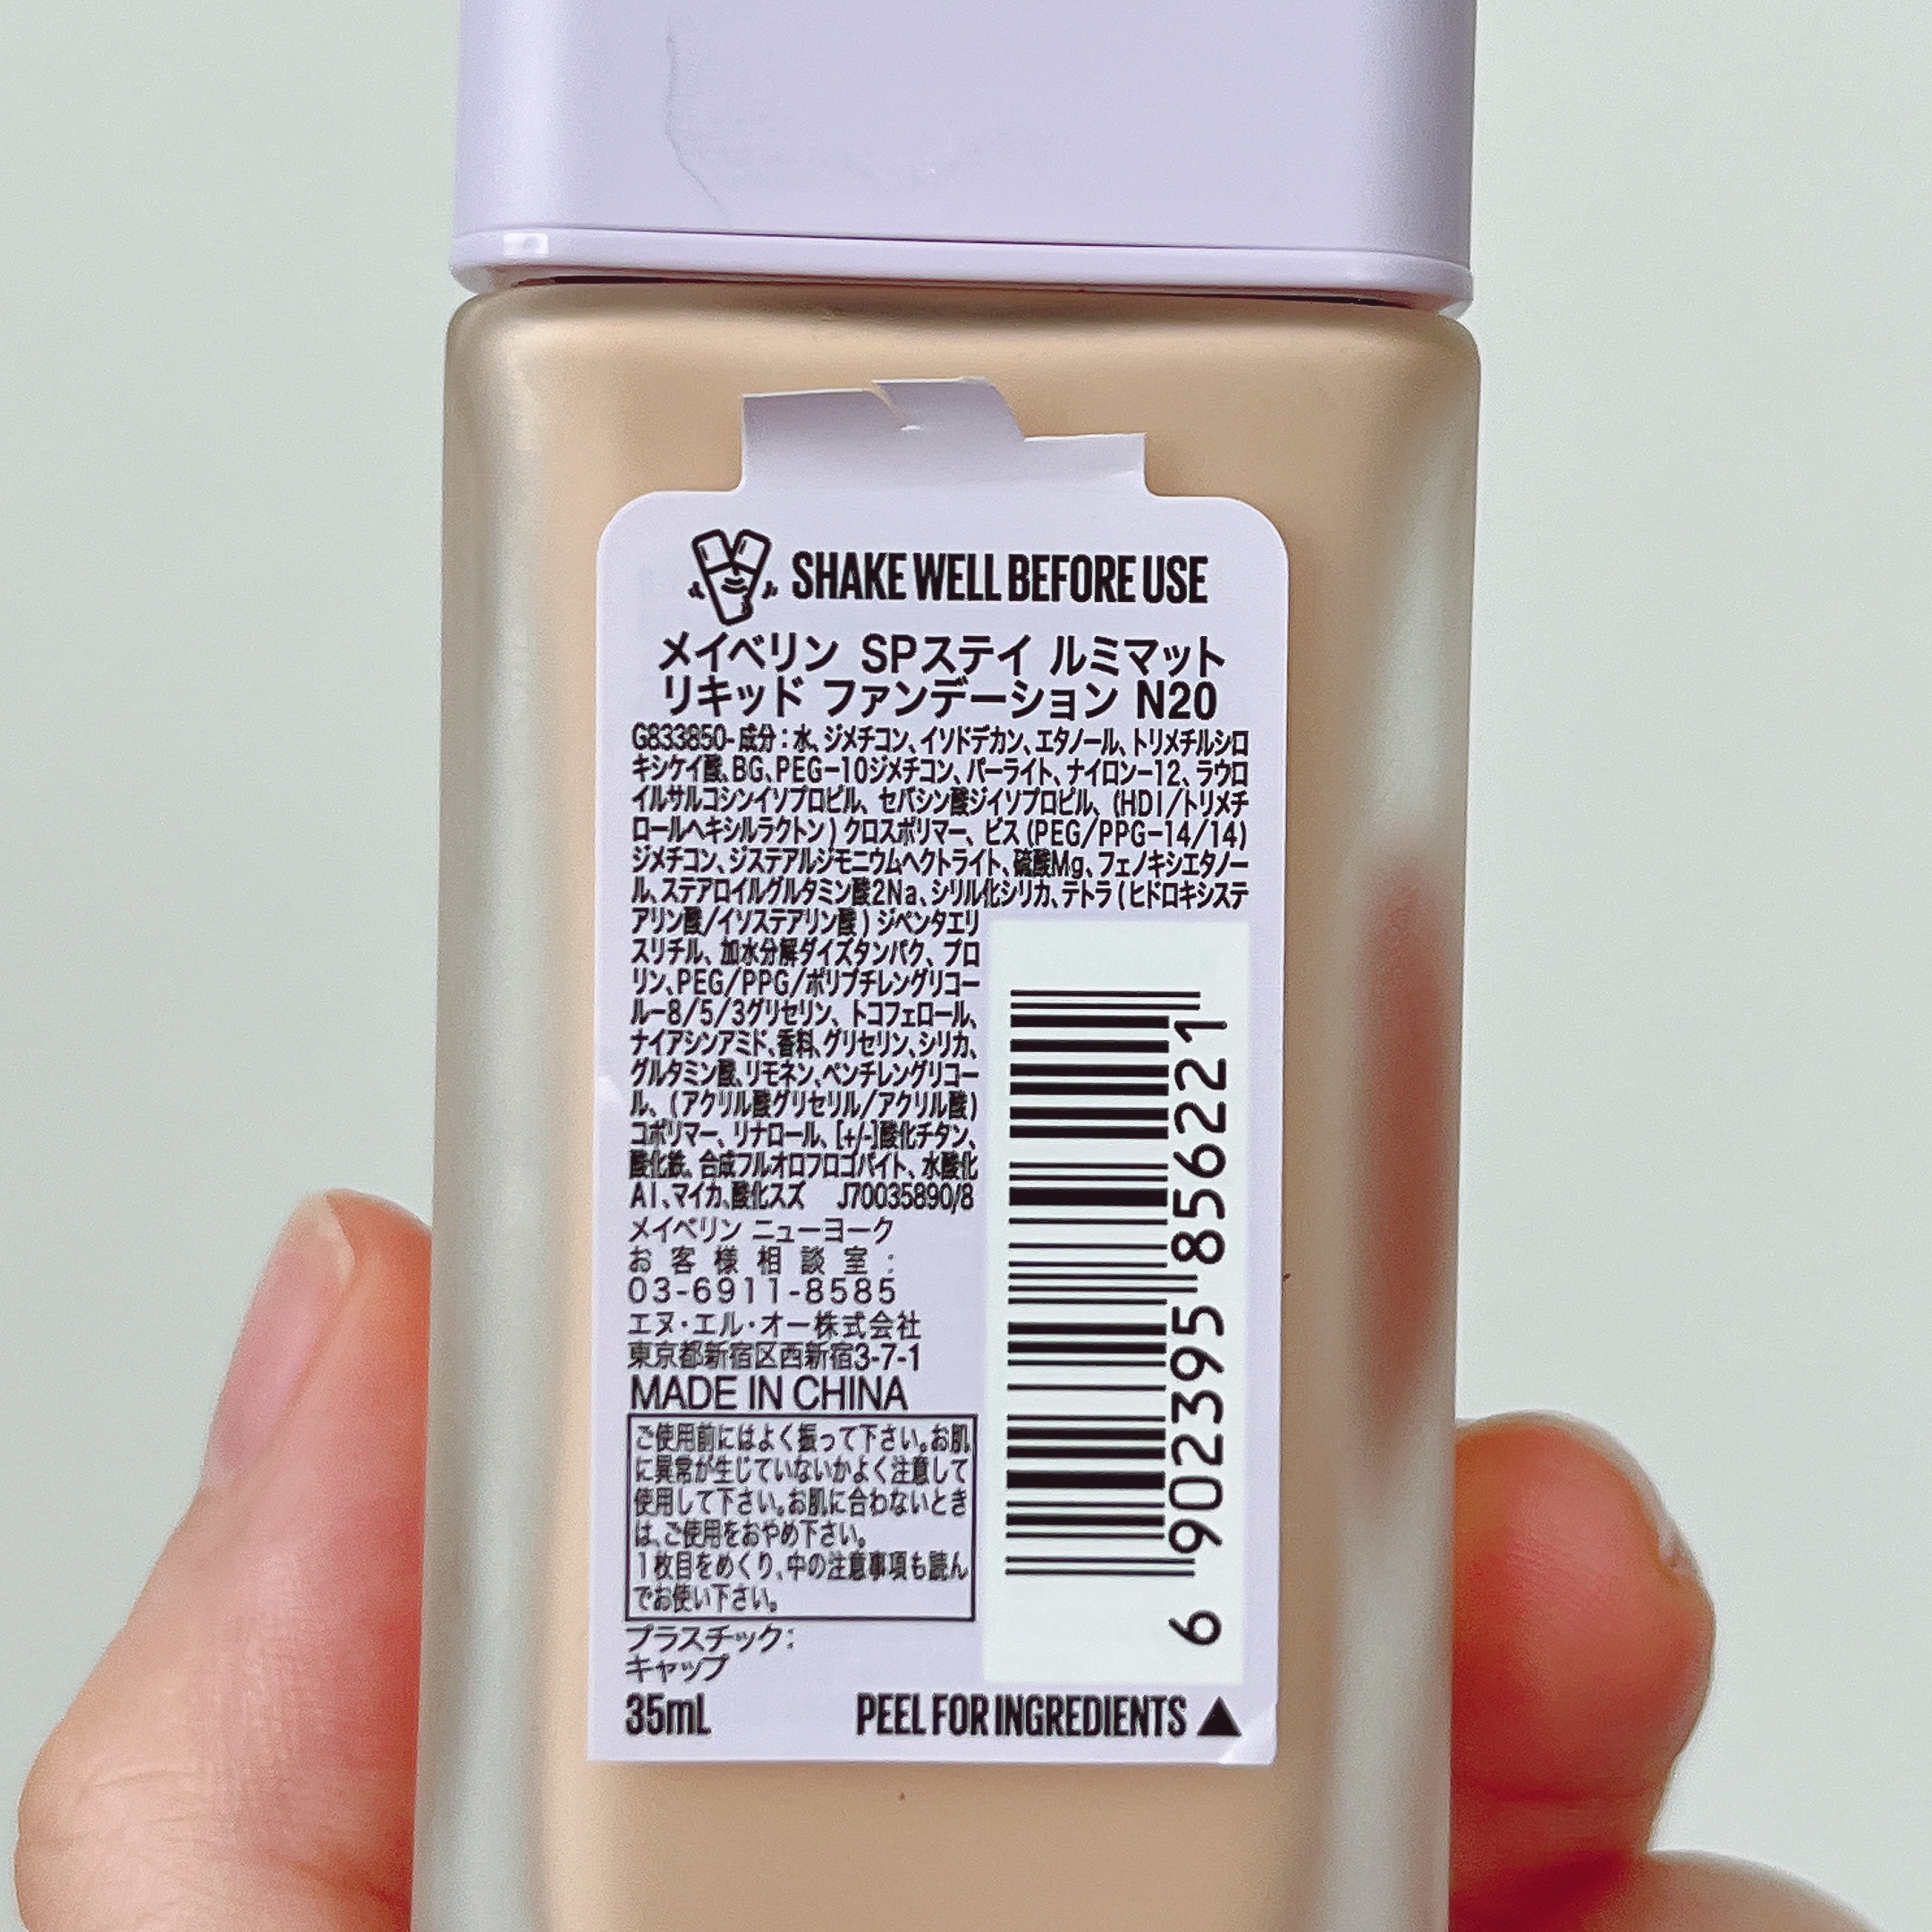 SHAKE WELL BEFORE USE
メイベリン SPステイ ルミマット
リキッド ファンデーション N20
G833850-成分：水、ジメチコン、イソドデカン、エタノール、トリメチルシロ
キシケイ酸、BG、PEG-10ジメチコン、パーライト、ナイロン-12、ラウロ
イルサルコシンイソプロピル、セバシン酸ジイソプロピル、(HDI/トリメチ
ロールヘキシルラクトン)クロスポリマー、ビス(PEG/PPG-14/14)
ジメチコン、ジステアルジモニウムヘクトライト、硫酸Mg、フェノキシエタノー
ル、ステアロイルグルタミン酸2Na、シリル化シリカ、テトラ(ヒドロキシステ
アリン酸/イソステアリン酸)ジペンタエリ
スリチル、加水分解ダイズタンパク、プロ
リン、PEG/PPG/ポリブチレングリコー
ル-8/5/3グリセリン、トコフェロール、
ナイアシンアミド、香料、グリセリン、シリカ、
グルタミン酸、リモネン、ペンチレングリコー
ル、(アクリル酸グリセリル/アクリル酸)
コポリマー、リナロール、[+/-]酸化チタン、
酸化鉄、合成フルオロフロゴパイト、水酸化
Al、マイカ、酸化スズ J70035890/8
メイベリン ニューヨーク
お客様相談室：
03-6911-8585
エヌ・エル・オー株式会社
東京都新宿区西新宿3-7-1
MADE IN CHINA
ご使用前にはよく振って下さい。お肌
に異常が生じていないかよく注意して
使用して下さい。お肌に合わないとき
は、ご使用をおやめ下さい。
1枚目をめくり、中の注意事項も読ん
でお使い下さい。
プラスチック：
キャップ
35mL
PEEL FOR INGREDIENTS ▲
6 902395 856221